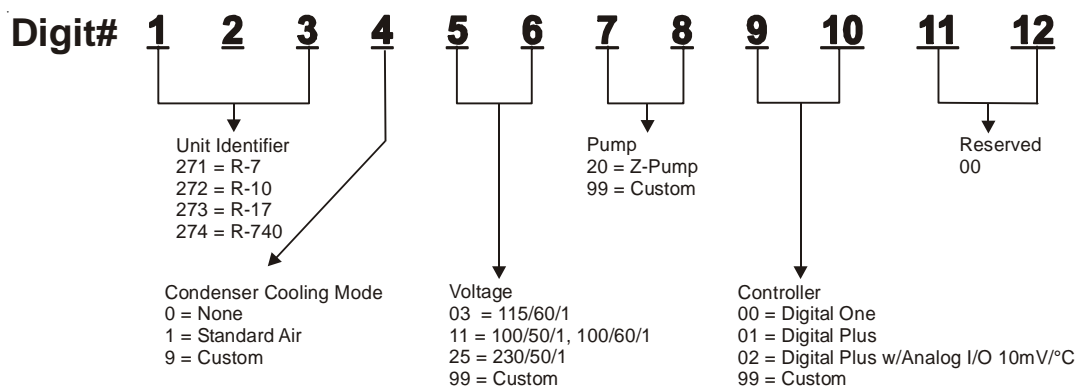 Digit# 1 2 3 4 5 6 7 8 9 10 11 12
Unit Identifier
271 = R-7
272 = R-10
273 = R-17
274 = R-740
Pump
20 = Z-Pump
99 = Custom
Reserved
00
Condenser Cooling Mode
0 = None
1 = Standard Air
9 = Custom
Voltage
03 = 115/60/1
11 = 100/50/1, 100/60/1
25 = 230/50/1
99 = Custom
Controller
00 = Digital One
01 = Digital Plus
02 = Digital Plus w/Analog I/O 10mV/°C
99 = Custom